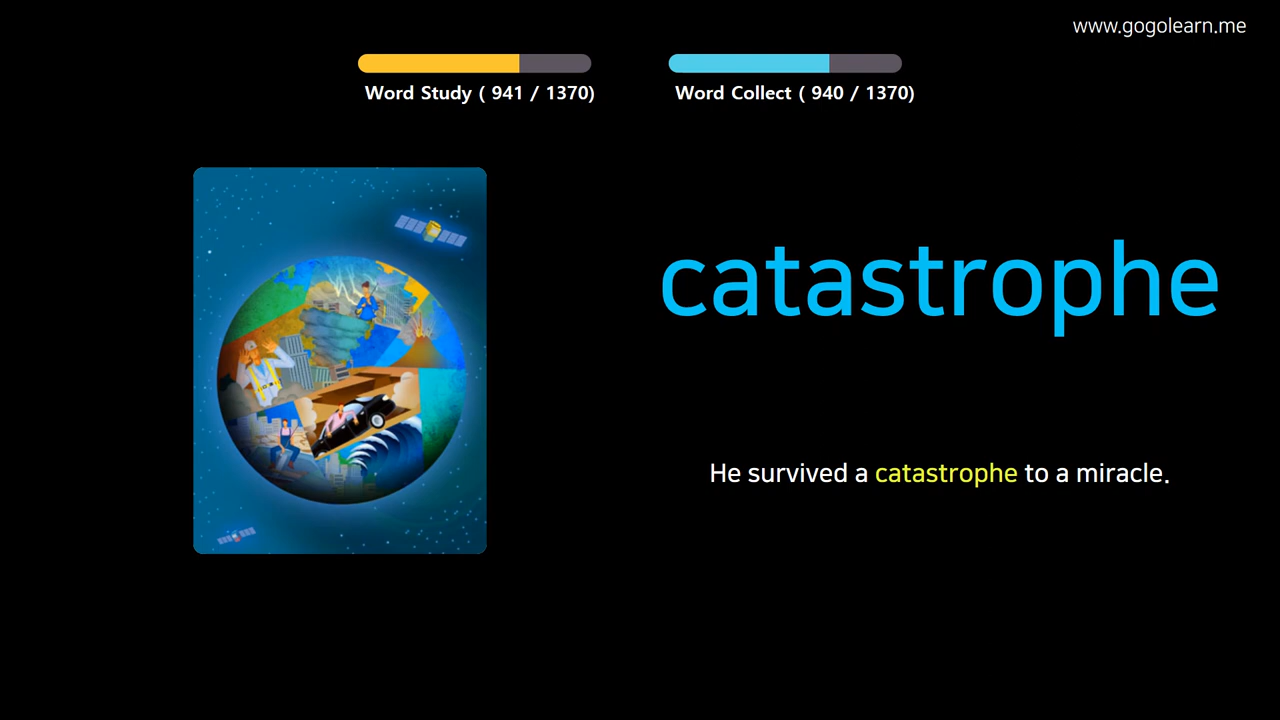 www.gogolearn.me
Word Study ( 941 / 1370)
Word Collect ( 940 / 1370)
catastrophe
He survived a catastrophe to a miracle.